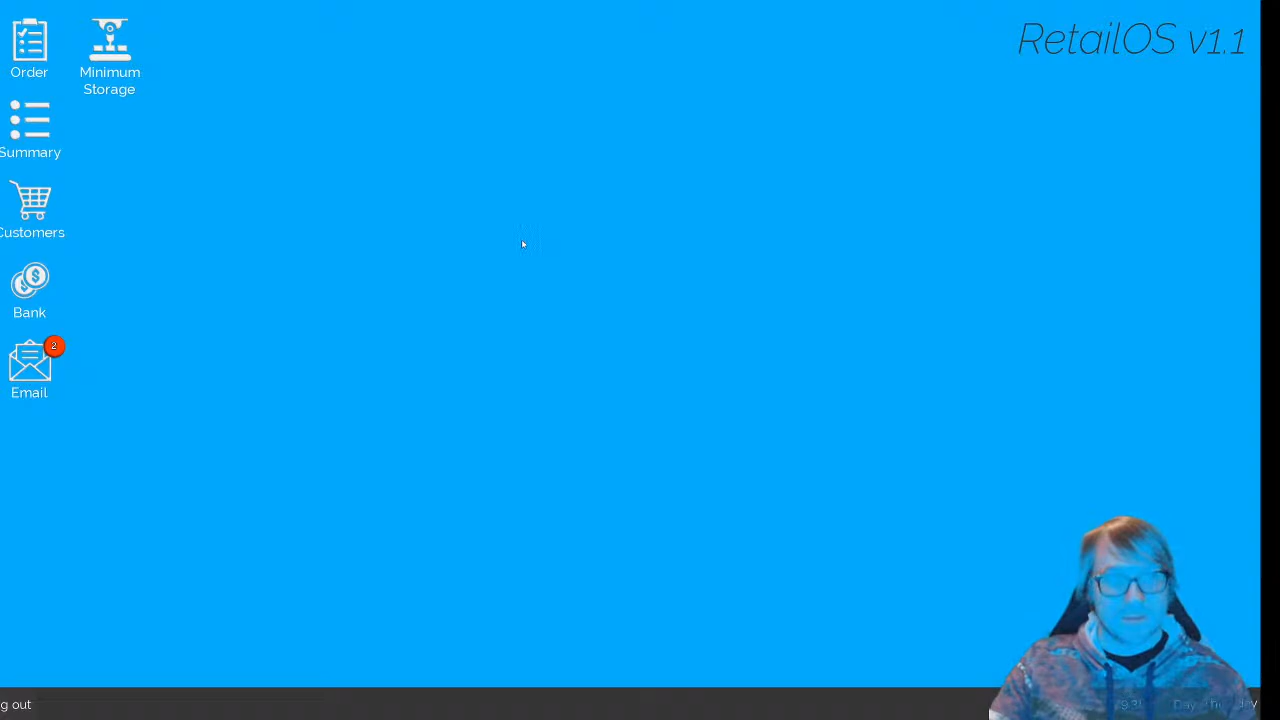 RetailOS v1.1
Order
Minimum
Storage
Summary
Customers
Bank
2
Email
g out